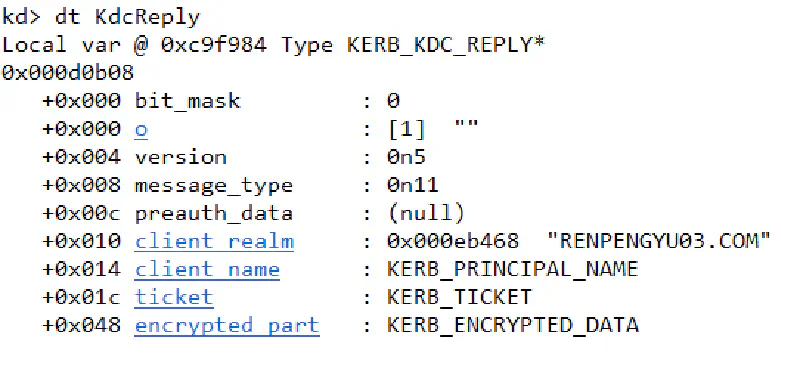 kd> dt KdcReply
Local var @ 0xc9f984 Type KERB_KDC_REPLY*
0x000d0b08
   +0x000 bit_mask         : 0
   +0x000 o                : [1]  ""
   +0x004 version          : 0n5
   +0x008 message_type     : 0n11
   +0x00c preauth_data     : (null)
   +0x010 client_realm     : 0x000eb468  "RENPENGYU03.COM"
   +0x014 client_name      : KERB_PRINCIPAL_NAME
   +0x01c ticket           : KERB_TICKET
   +0x048 encrypted_part   : KERB_ENCRYPTED_DATA